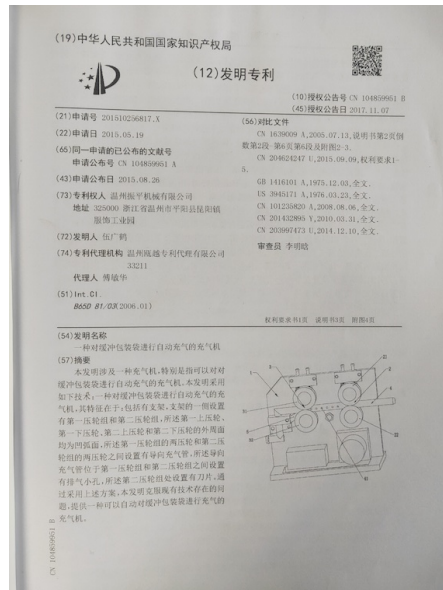 (19)中华人民共和国国家知识产权局
(12)发明专利
(10)授权公告号 CN 104859951 B
(45)授权公告日 2017.11.07
(21)申请号 201510256817.X
(22)申请日 2015.05.19
(65)同一申请的已公布的文献号
申请公布号 CN 104859951 A
(43)申请公布日 2015.08.26
(73)专利权人 温州振平机械有限公司
地址 325000 浙江省温州市平阳县昆阳镇
服饰工业园
(72)发明人 伍广鹤
(74)专利代理机构 温州瓯越专利代理有限公司
33211
代理人 傅敏华
(51)Int.Cl.
B65D 81/03(2006.01)
(56)对比文件
CN 1639009 A,2005.07.13,说明书第2页倒
数第2段-第6页第6段及附图2-3.
CN 204624247 U,2015.09.09,权利要求1-
5.
GB 1416101 A,1975.12.03,全文.
US 3945171 A,1976.03.23,全文.
CN 101235820 A,2008.08.06,全文.
CN 201432895 Y,2010.03.31,全文.
CN 203997473 U,2014.12.10,全文.
审查员 李明晗
权利要求书1页 说明书3页 附图4页
(54)发明名称
一种对缓冲包装袋进行自动充气的充气机
(57)摘要
本发明涉及一种充气机,特别是指可以对对
缓冲包装袋进行自动充气的充气机。本发明采用
如下技术:一种对缓冲包装袋进行自动充气的充
气机,其特征在于:包括有支架,支架的一侧设置
有第一压轮组和第二压轮组,所述第一上压轮、
第一下压轮、第二上压轮和第二下压轮的外周面
均为凹弧面,所述第一压轮组的两压轮和第二压
轮组的两压轮之间设置有导向充气管,所述导向
充气管位于第一压轮组和第二压轮组之间设置
有排气小孔,所述第二压轮组处设置有刀片,通
过采用上述方案,本发明克服现有技术存在的问
题,提供一种可以自动对缓冲包装袋进行充气的
充气机。
CN 104859951 B